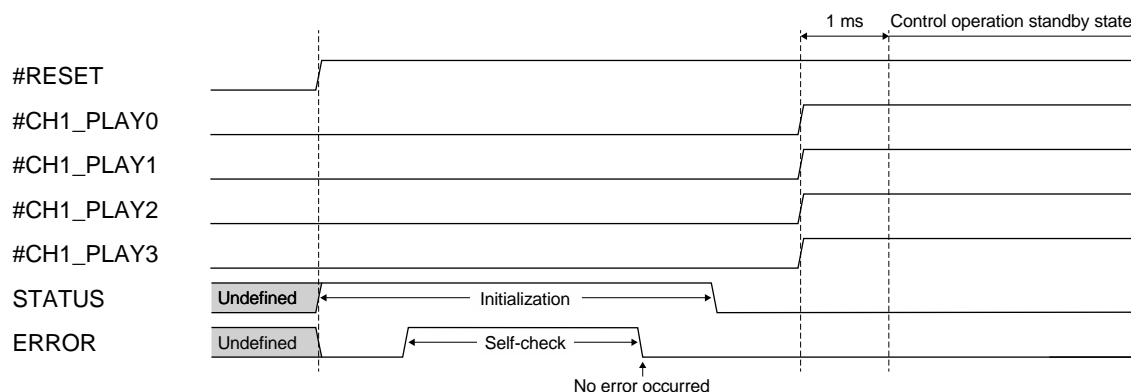 1 ms Control operation standby state
#RESET
#CH1_PLAY0
#CH1_PLAY1
#CH1_PLAY2
#CH1_PLAY3
STATUS Undefined Initialization
ERROR Undefined Self-check
No error occurred